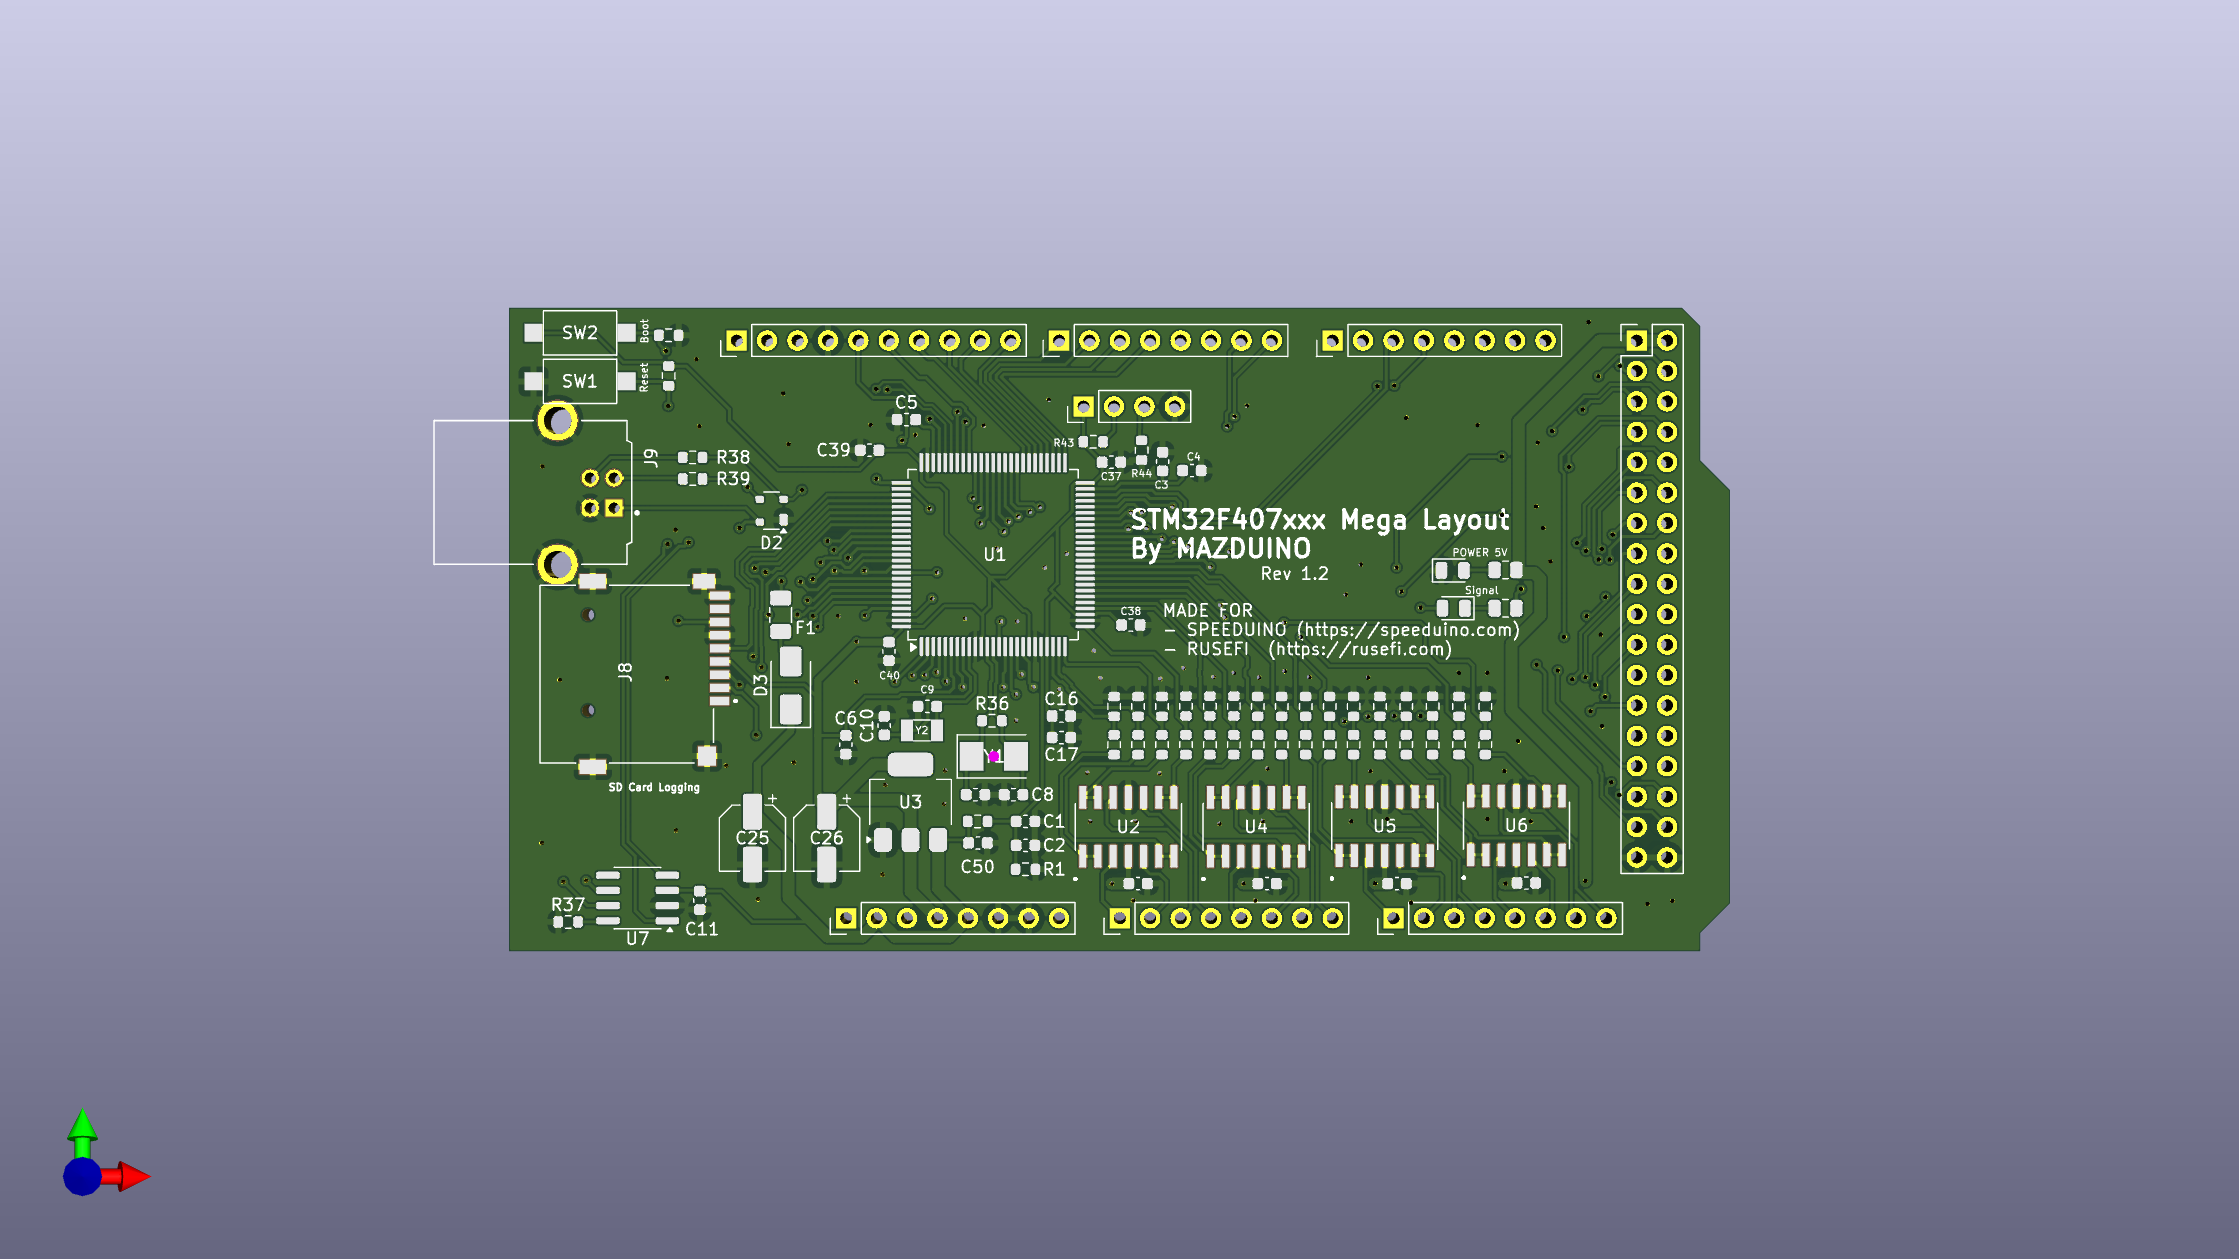 SW2
Boot
SW1
Reset
C5
C39
R43
C37
R44
C3
C4
J9
R38
R39
D2
U1
STM32F407xxx Mega Layout
By MAZDUINO
Rev 1.2
POWER 5V
Signal
MADE FOR
- SPEEDUINO (https://speeduino.com)
- RUSEFI (https://rusefi.com)
C38
F1
J8
D3
C40
C9
C6
C10
Y2
R36
C16
C17
SD Card Logging
+
C25
+
C26
U3
C8
C1
C2
C50
R1
U2
U4
U5
U6
R37
U7
C11